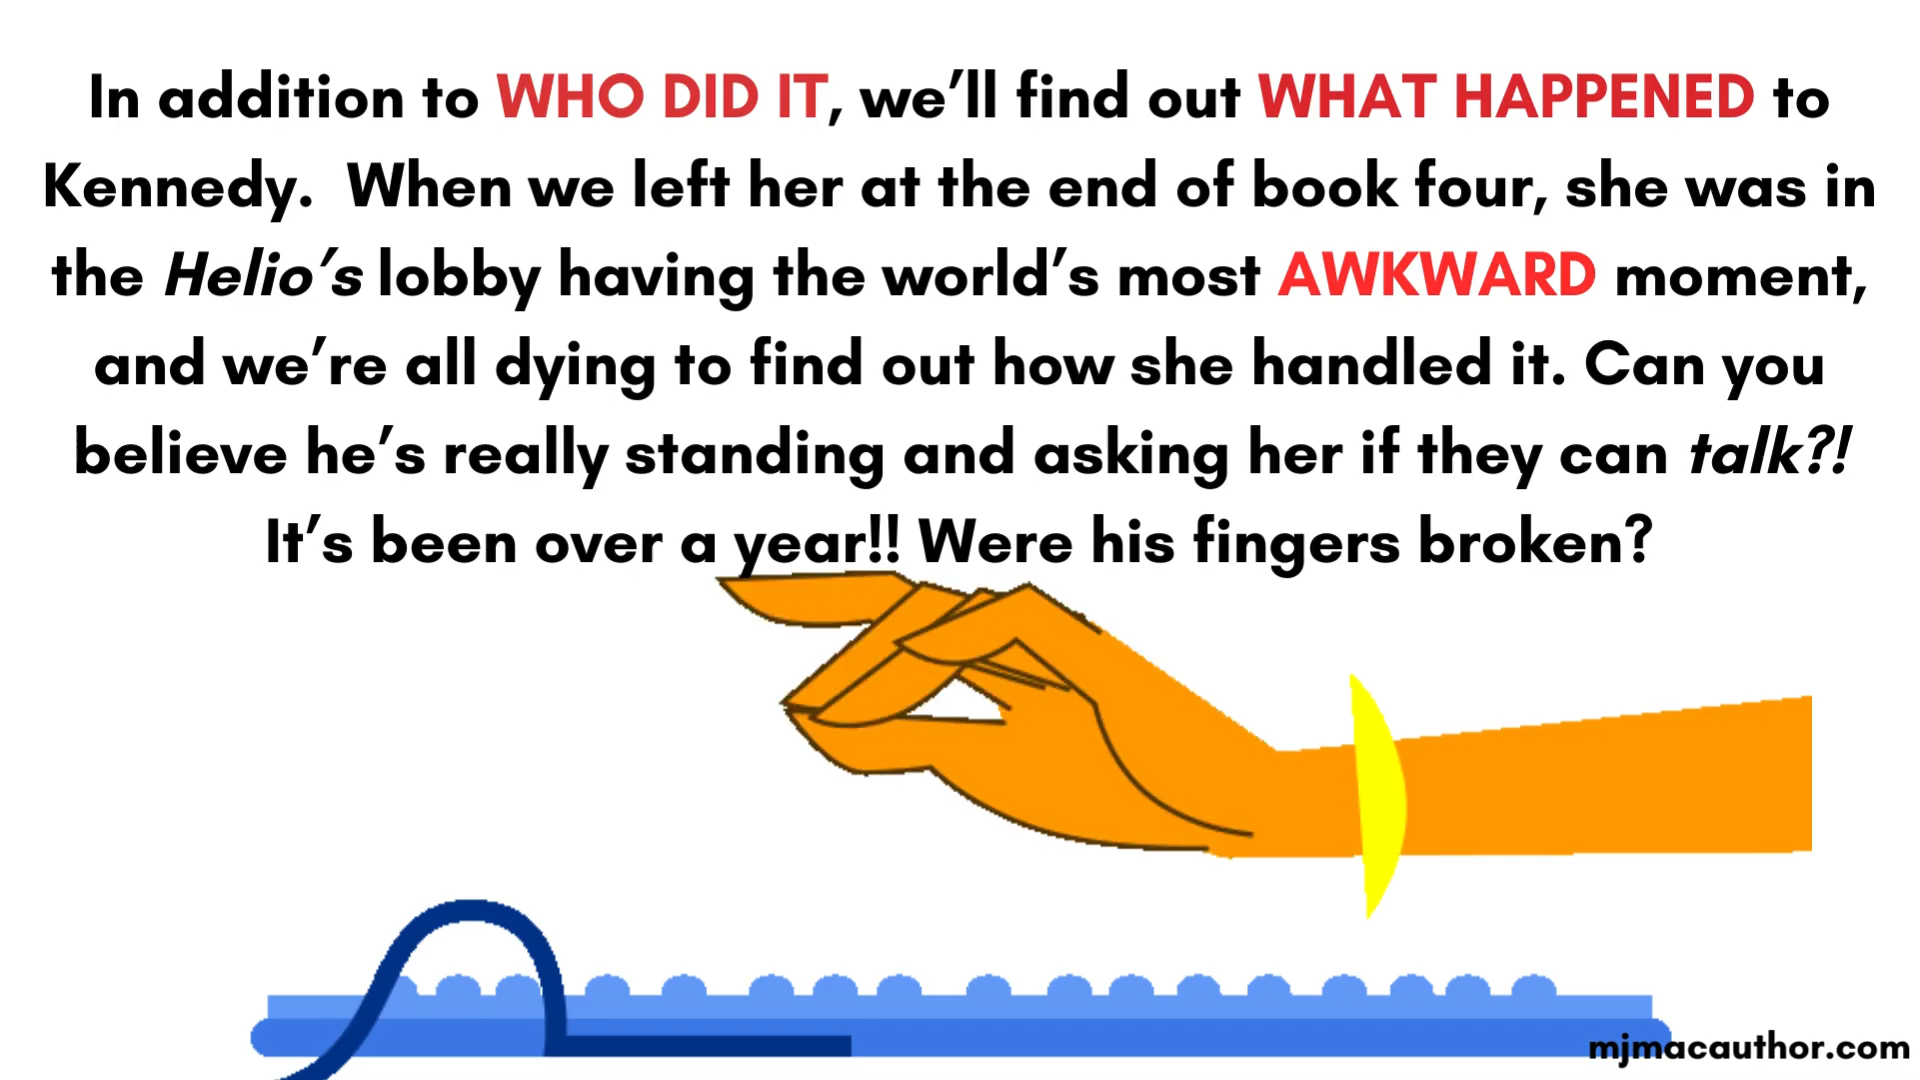 In addition to WHO DID IT, we’ll find out WHAT HAPPENED to
Kennedy.  When we left her at the end of book four, she was in
the Helio’s lobby having the world’s most AWKWARD moment,
and we’re all dying to find out how she handled it. Can you
believe he’s really standing and asking her if they can talk?!
It’s been over a year!! Were his fingers broken?
mjmacauthor.com